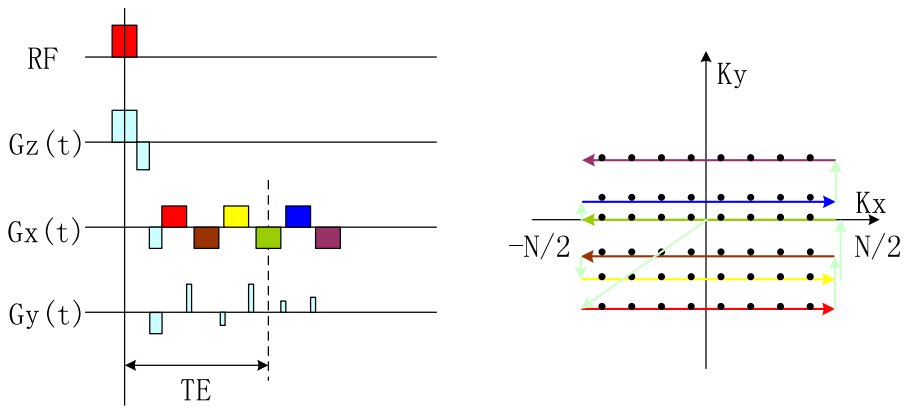 RF
Gz(t)
Gx(t)
Gy(t)
TE
Ky
Kx
-N/2
N/2